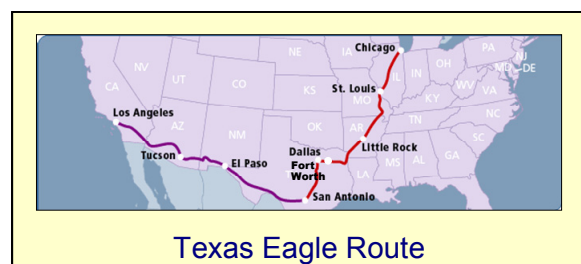 Chicago
NE
IA
PA
NJ
NV
IL
IN
OH
MD
DE
UT
CO
St. Louis
WV
CA
KS
MO
KY
VA
Los Angeles
NC
OK
TN
AZ
NM
AR
SC
Dallas
Little Rock
Tucson
El Paso
Fort
MS
AL
GA
Worth
LA
San Antonio
Texas Eagle Route